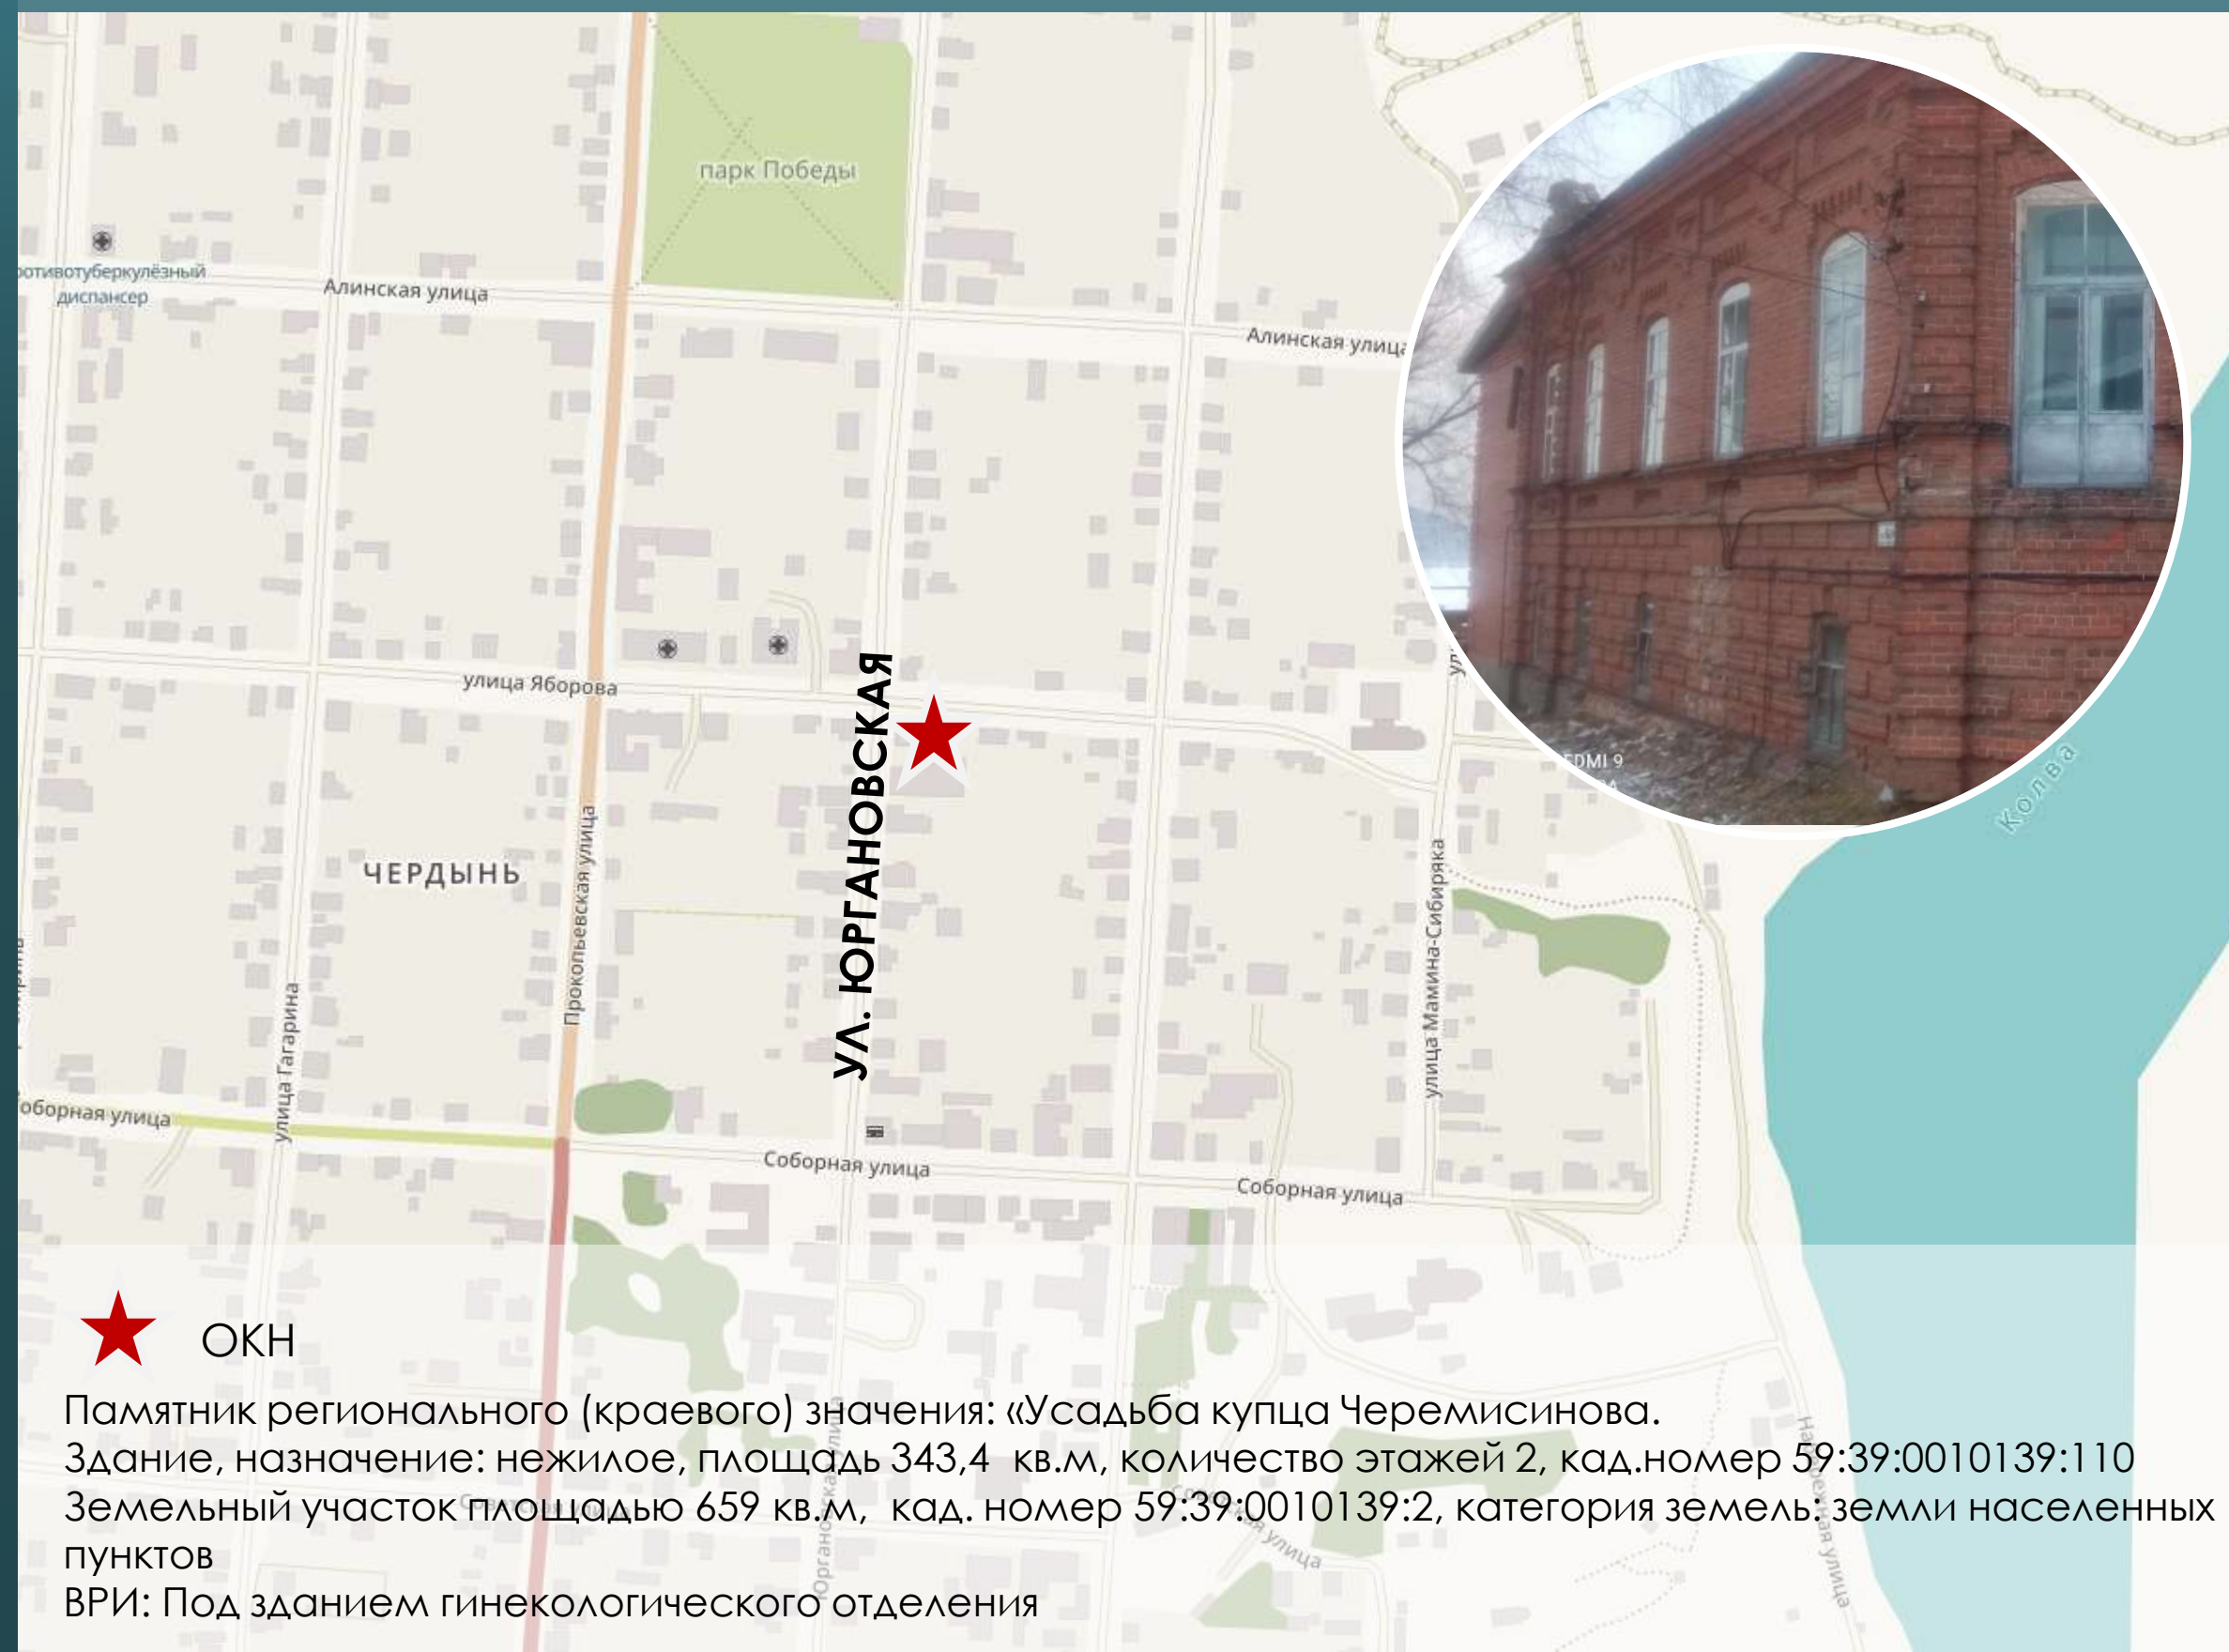 парк Победы
диспансер
Алинская улица
Алинская улица
улица Яборова
УЛ. ЮРГАНОВСКАЯ
ЧЕРДЫНЬ
Прокопьевская улица
улица Мамина-Сибиряка
улица Гагарина
Колва
Соборная улица
Соборная улица
ОКН
Памятник регионального (краевого) значения: «Усадьба купца Черемисинова.
Здание, назначение: нежилое, площадь 343,4 кв.м, количество этажей 2, кад.номер 59:39:0010139:110
Земельный участок площадью 659 кв.м, кад. номер 59:39:0010139:2, категория земель: земли населенных
пунктов
ВРИ: Под зданием гинекологического отделения
Юргановская улица
Советская улица